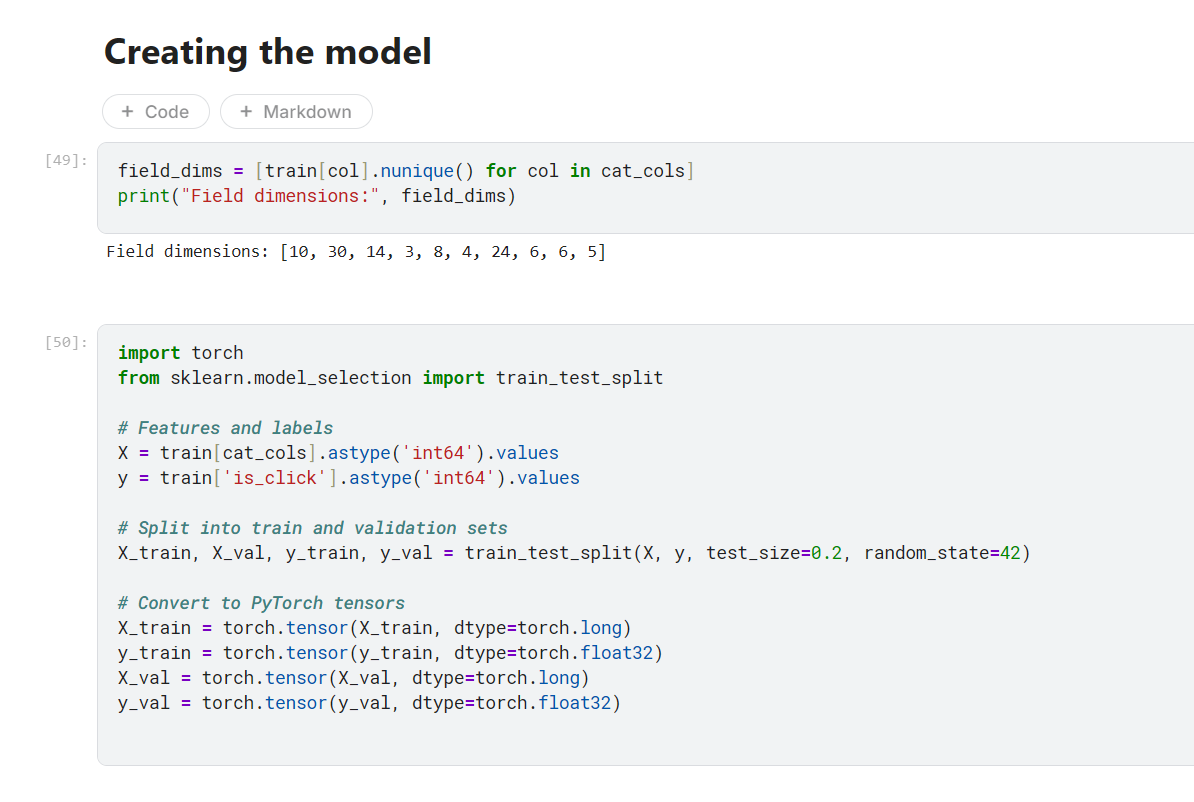 Creating the model
+ Code
+ Markdown
[49]:
field_dims = [train[col].nunique() for col in cat_cols]
print("Field dimensions:", field_dims)
Field dimensions: [10, 30, 14, 3, 8, 4, 24, 6, 6, 5]
[50]:
import torch
from sklearn.model_selection import train_test_split
# Features and labels
X = train[cat_cols].astype('int64').values
y = train['is_click'].astype('int64').values
# Split into train and validation sets
X_train, X_val, y_train, y_val = train_test_split(X, y, test_size=0.2, random_state=42)
# Convert to PyTorch tensors
X_train = torch.tensor(X_train, dtype=torch.long)
y_train = torch.tensor(y_train, dtype=torch.float32)
X_val = torch.tensor(X_val, dtype=torch.long)
y_val = torch.tensor(y_val, dtype=torch.float32)